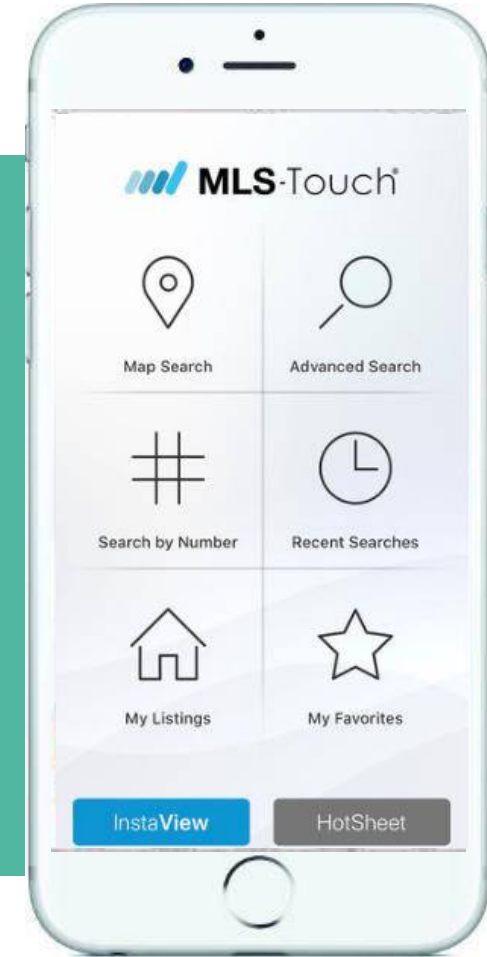 MLS-Touch®
Map Search
Advanced Search
Search by Number
Recent Searches
My Listings
My Favorites
InstaView
HotSheet